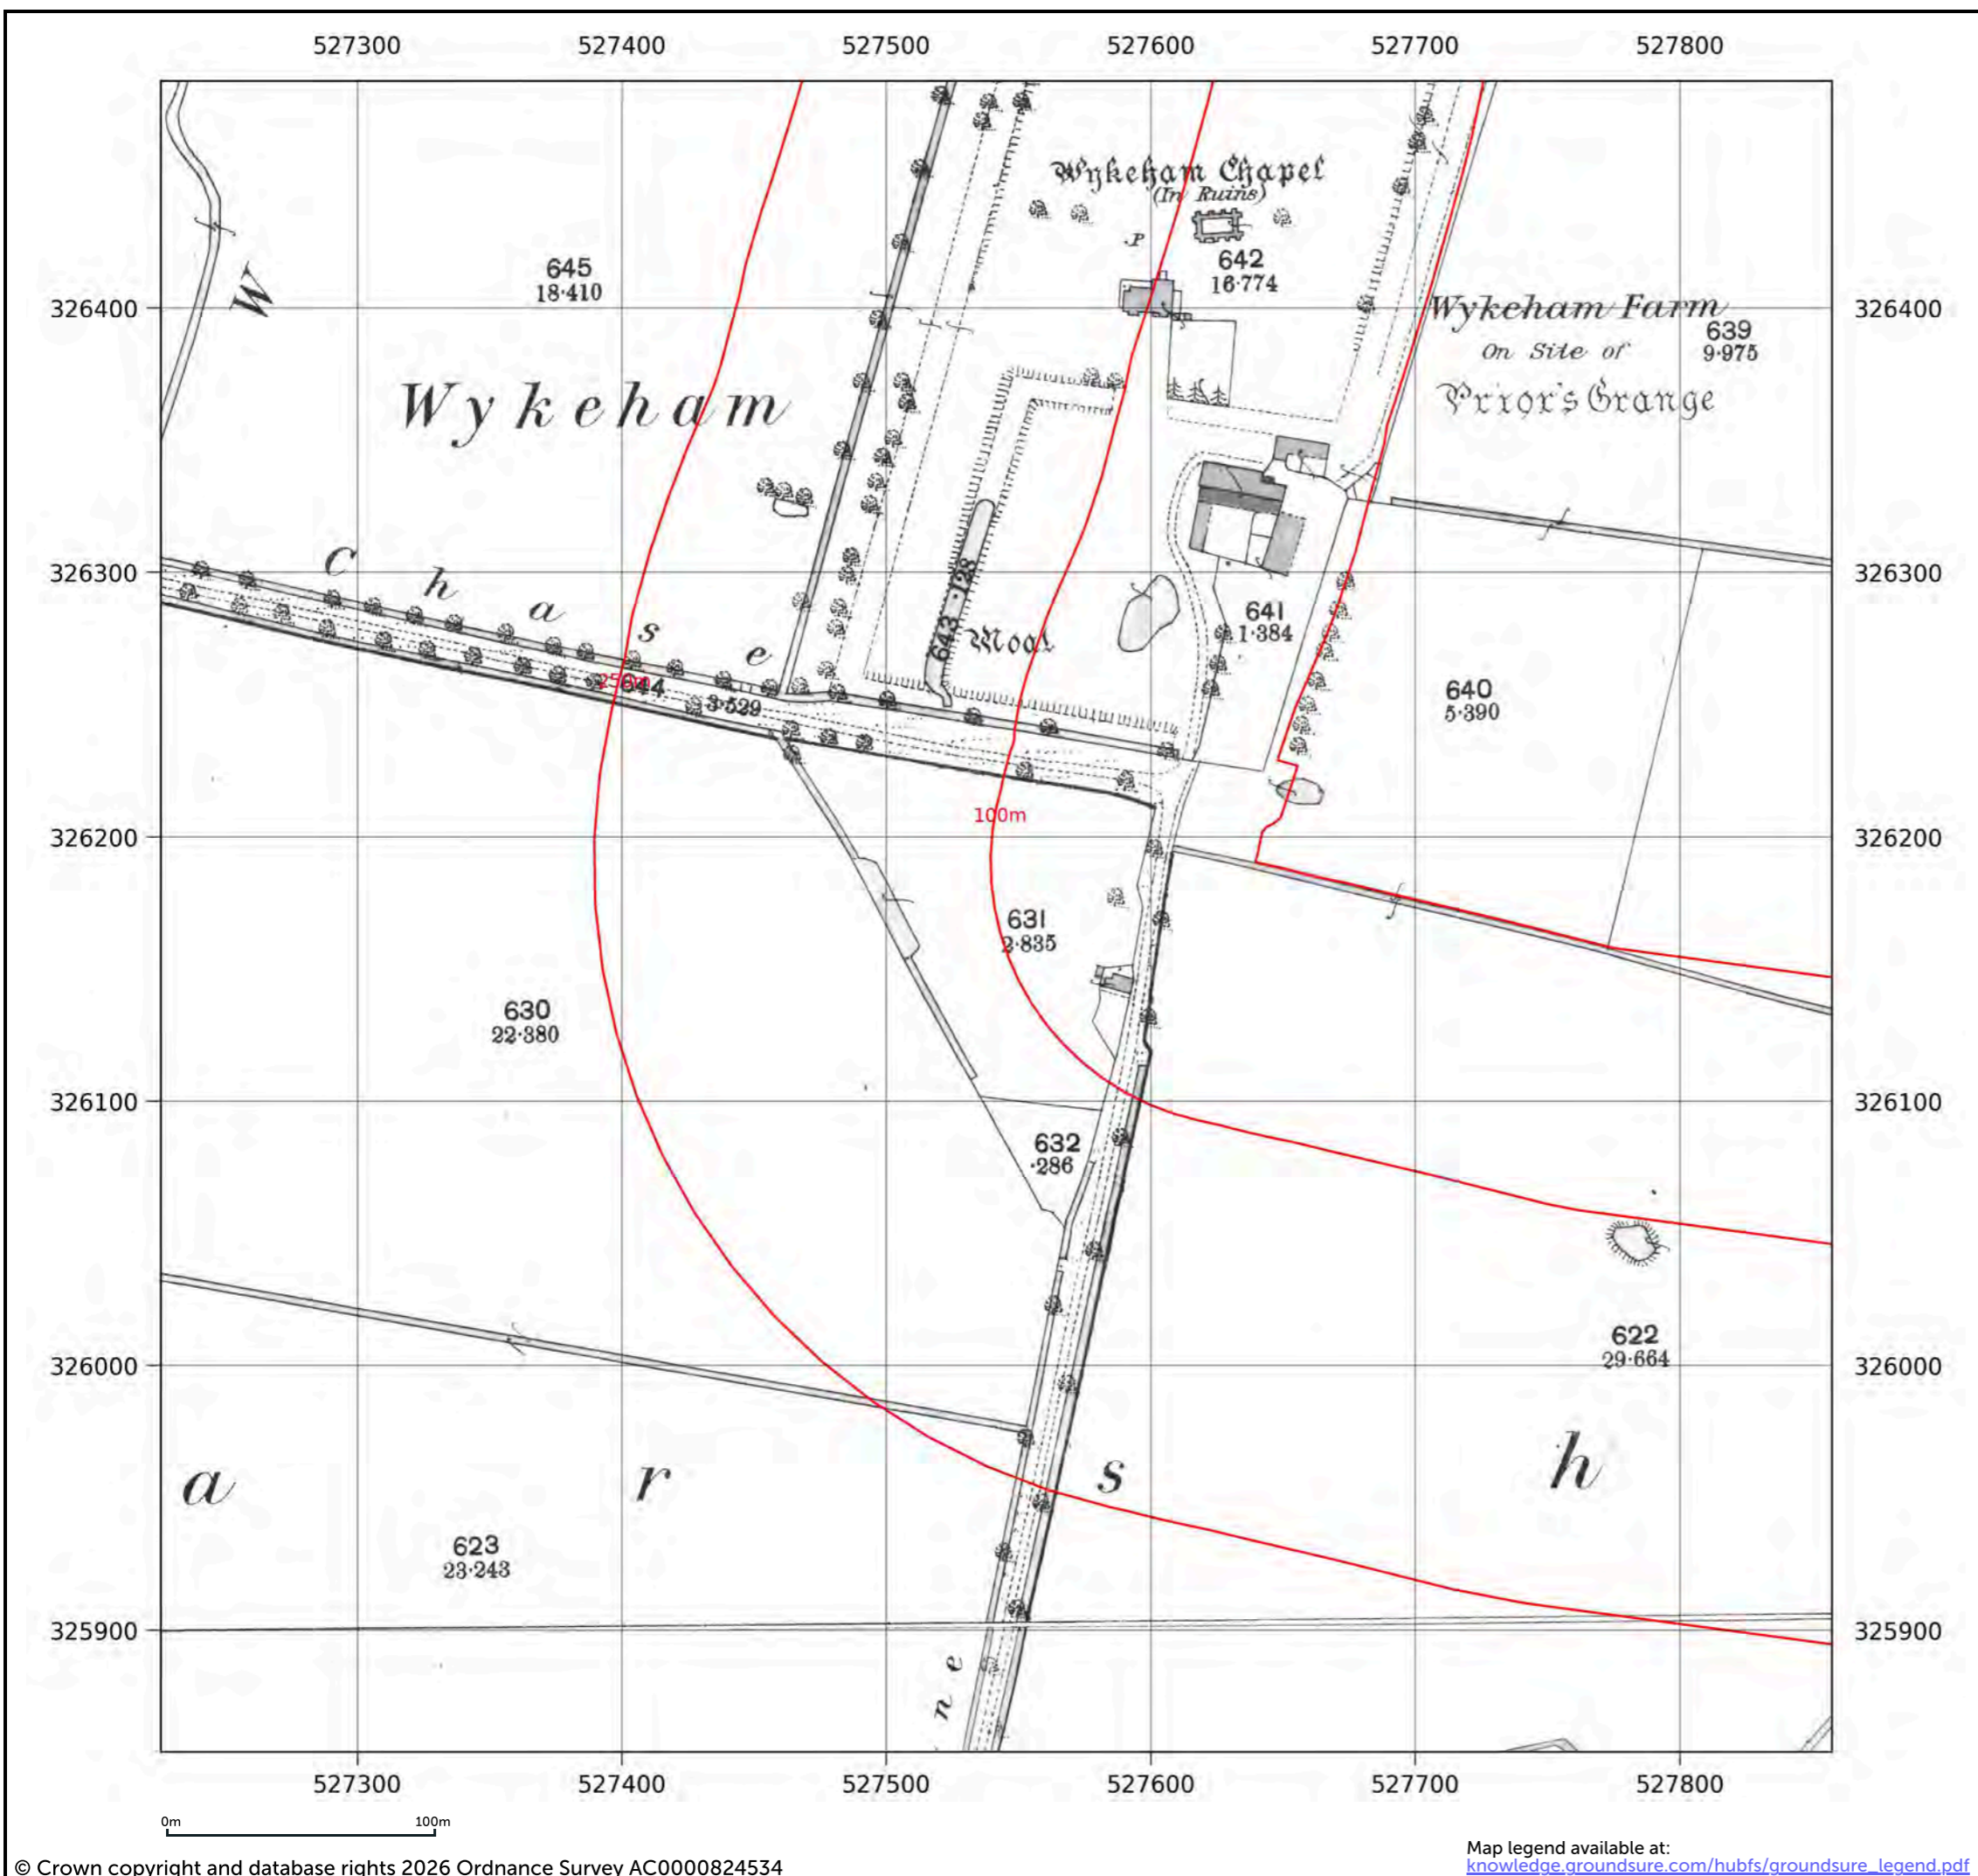 527300 527400 527500 527600 527700 527800
Wykeham Chapel
(In Ruins)
P
642
16·774
645
18·410
W
326400
326400
Wykeham Farm
639
9·975
On Site of
Prior's Grange
Wykeham
C h a s e
326300
326300
643 ·128
Moat
641
1·384
640
5·390
250m
644
3·529
100m
326200
326200
631
2·835
630
22·380
326100
326100
632
·286
622
29·664
326000
326000
a r s h
623
23·243
325900
325900
n e
527300 527400 527500 527600 527700 527800
0m 100m
Map legend available at:
knowledge.groundsure.com/hubfs/groundsure_legend.pdf
© Crown copyright and database rights 2026 Ordnance Survey AC0000824534